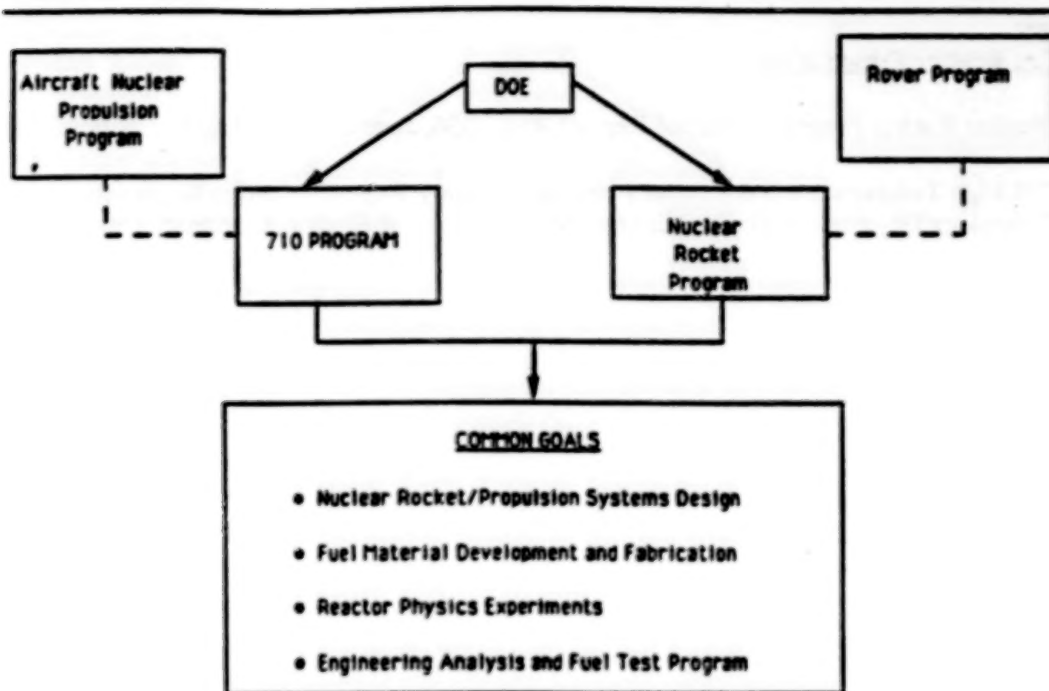 Aircraft Nuclear
Propulsion
Program
DOE
Rover Program
710 PROGRAM
Nuclear
Rocket
Program
COMMON GOALS
• Nuclear Rocket/Propulsion Systems Design
• Fuel Material Development and Fabrication
• Reactor Physics Experiments
• Engineering Analysis and Fuel Test Program